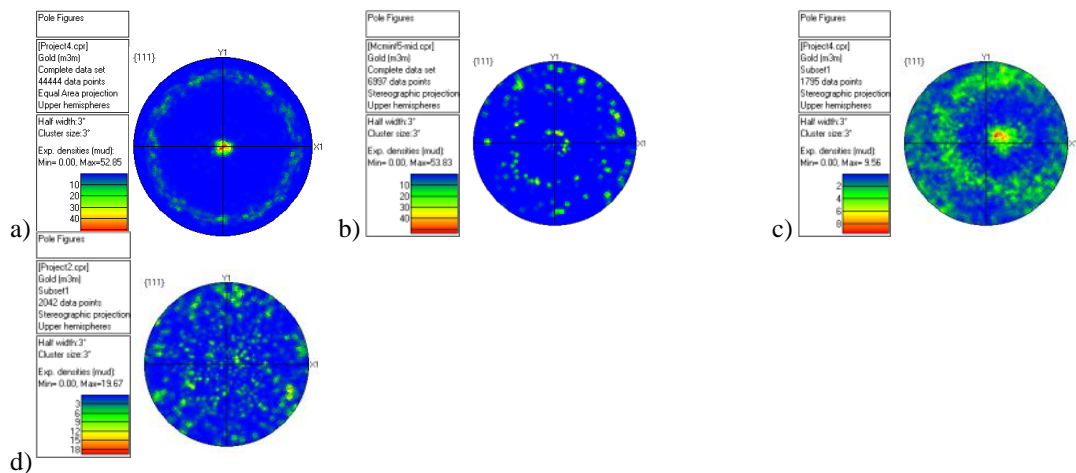 Pole Figures
[Project4.cpr]
Gold (m3m)
Complete data set
44444 data points
Equal Area projection
Upper hemispheres
Half width:3°
Cluster size:3°
Exp. densities (mud):
Min= 0.00, Max=52.85
10
20
30
40
{111}
Y1
X1
a)
Pole Figures
[Mcminf5-mid.cpr]
Gold (m3m)
Complete data set
6997 data points
Stereographic projection
Upper hemispheres
Half width:3°
Cluster size:3°
Exp. densities (mud):
Min= 0.00, Max=53.83
10
20
30
40
{111}
Y1
X1
b)
Pole Figures
[Project4.cpr]
Gold (m3m)
Subset1
1795 data points
Stereographic projection
Upper hemispheres
Half width:3°
Cluster size:3°
Exp. densities (mud):
Min= 0.00, Max= 9.56
2
4
6
8
{111}
Y1
c)
Pole Figures
[Project2.cpr]
Gold (m3m)
Subset1
2042 data points
Stereographic projection
Upper hemispheres
Half width:3°
Cluster size:3°
Exp. densities (mud):
Min= 0.00, Max=19.67
3
6
9
12
15
18
{111}
Y1
X1
d)